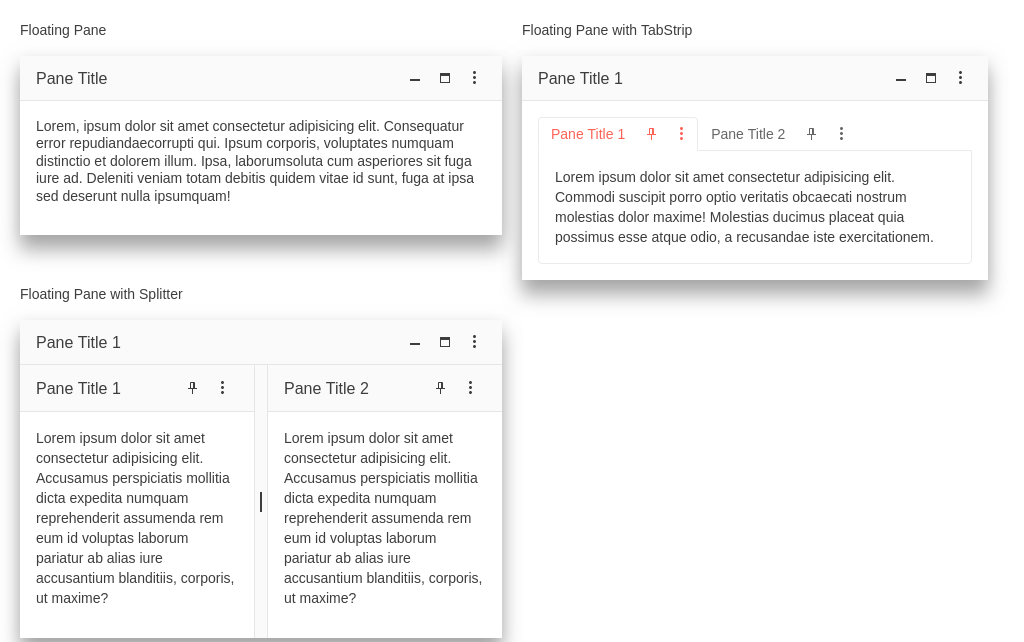 Floating Pane
Pane Title
Lorem, ipsum dolor sit amet consectetur adipisicing elit. Consequatur
error repudiandaecorrupti qui. Ipsum corporis, voluptates numquam
distinctio et dolorem illum. Ipsa, laborumsoluta cum asperiores sit fuga
iure ad. Deleniti veniam totam debitis quidem vitae id sunt, fuga at ipsa
sed deserunt nulla ipsumquam!
Floating Pane with TabStrip
Pane Title 1
Pane Title 1
Pane Title 2
Lorem ipsum dolor sit amet consectetur adipisicing elit.
Commodi suscipit porro optio veritatis obcaecati nostrum
molestias dolor maxime! Molestias ducimus placeat quia
possimus esse atque odio, a recusandae iste exercitationem.
Floating Pane with Splitter
Pane Title 1
Pane Title 1
Lorem ipsum dolor sit amet
consectetur adipisicing elit.
Accusamus perspiciatis mollitia
dicta expedita numquam
reprehenderit assumenda rem
eum id voluptas laborum
pariatur ab alias iure
accusantium blanditiis, corporis,
ut maxime?
Pane Title 2
Lorem ipsum dolor sit amet
consectetur adipisicing elit.
Accusamus perspiciatis mollitia
dicta expedita numquam
reprehenderit assumenda rem
eum id voluptas laborum
pariatur ab alias iure
accusantium blanditiis, corporis,
ut maxime?